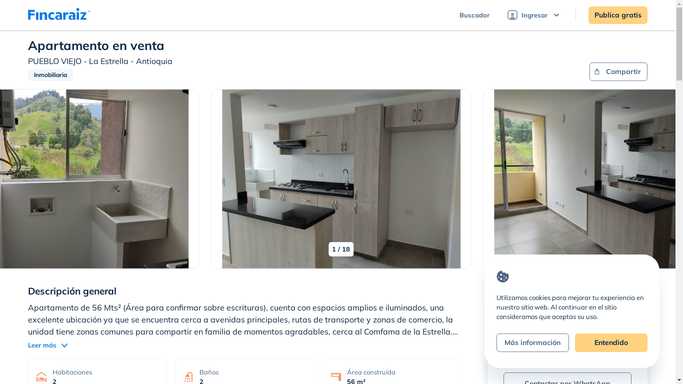 Fincaraiz
Buscador
Ingresar
Publica gratis
Apartamento en venta
PUEBLO VIEJO - La Estrella - Antioquia
Inmobiliaria
Compartir
1 / 18
Descripción general
Apartamento de 56 Mts² (Área para confirmar sobre escrituras), cuenta con espacios amplios e iluminados, una
excelente ubicación ya que se encuentra cerca a avenidas principales, rutas de transporte y zonas de comercio, la
unidad tiene zonas comunes para compartir en familia de momentos agradables, cerca al Comfama de la Estrella....
Leer más
Habitaciones
2
Baños
2
Área construida
56 m²
Utilizamos cookies para mejorar tu experiencia en
nuestro sitio web. Al continuar en el sitio
consideramos que aceptas su uso.
Más información
Entendido
Contactar por WhatsApp